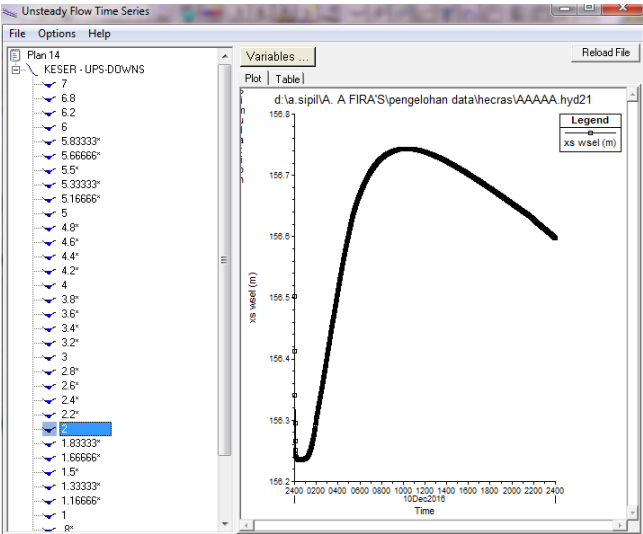 Unsteady Flow Time Series
File Options Help
Plan 14
KESER - UPS-DOWNS
7
6.8
6.2
6
5.83333*
5.66666*
5.5*
5.33333*
5.16666*
5
4.8*
4.6*
4.4*
4.2*
4
3.8*
3.6*
3.4*
3.2*
3
2.8*
2.6*
2.4*
2.2*
2
1.83333*
1.66666*
1.5*
1.33333*
1.16666*
1
.8*
Variables ...
Reload File
Plot Table
d:\a.sipil\A. A FIRA'S\pengelohan data\hecras\AAAAA.hyd21
Legend
xs wsel (m)
156.8
156.7
156.6
156.5
156.4
156.3
156.2
xs wsel (m)
2400 0200 0400 0600 0800 1000 1200 1400 1600 1800 2000 2200 2400
10Dec2016
Time